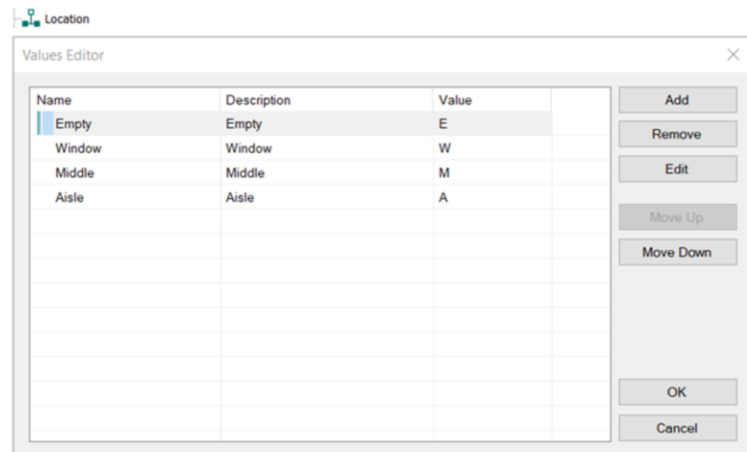 Location
Values Editor
Name Description Value
Empty Empty E
Window Window W
Middle Middle M
Aisle Aisle A
Add
Remove
Edit
Move Up
Move Down
OK
Cancel